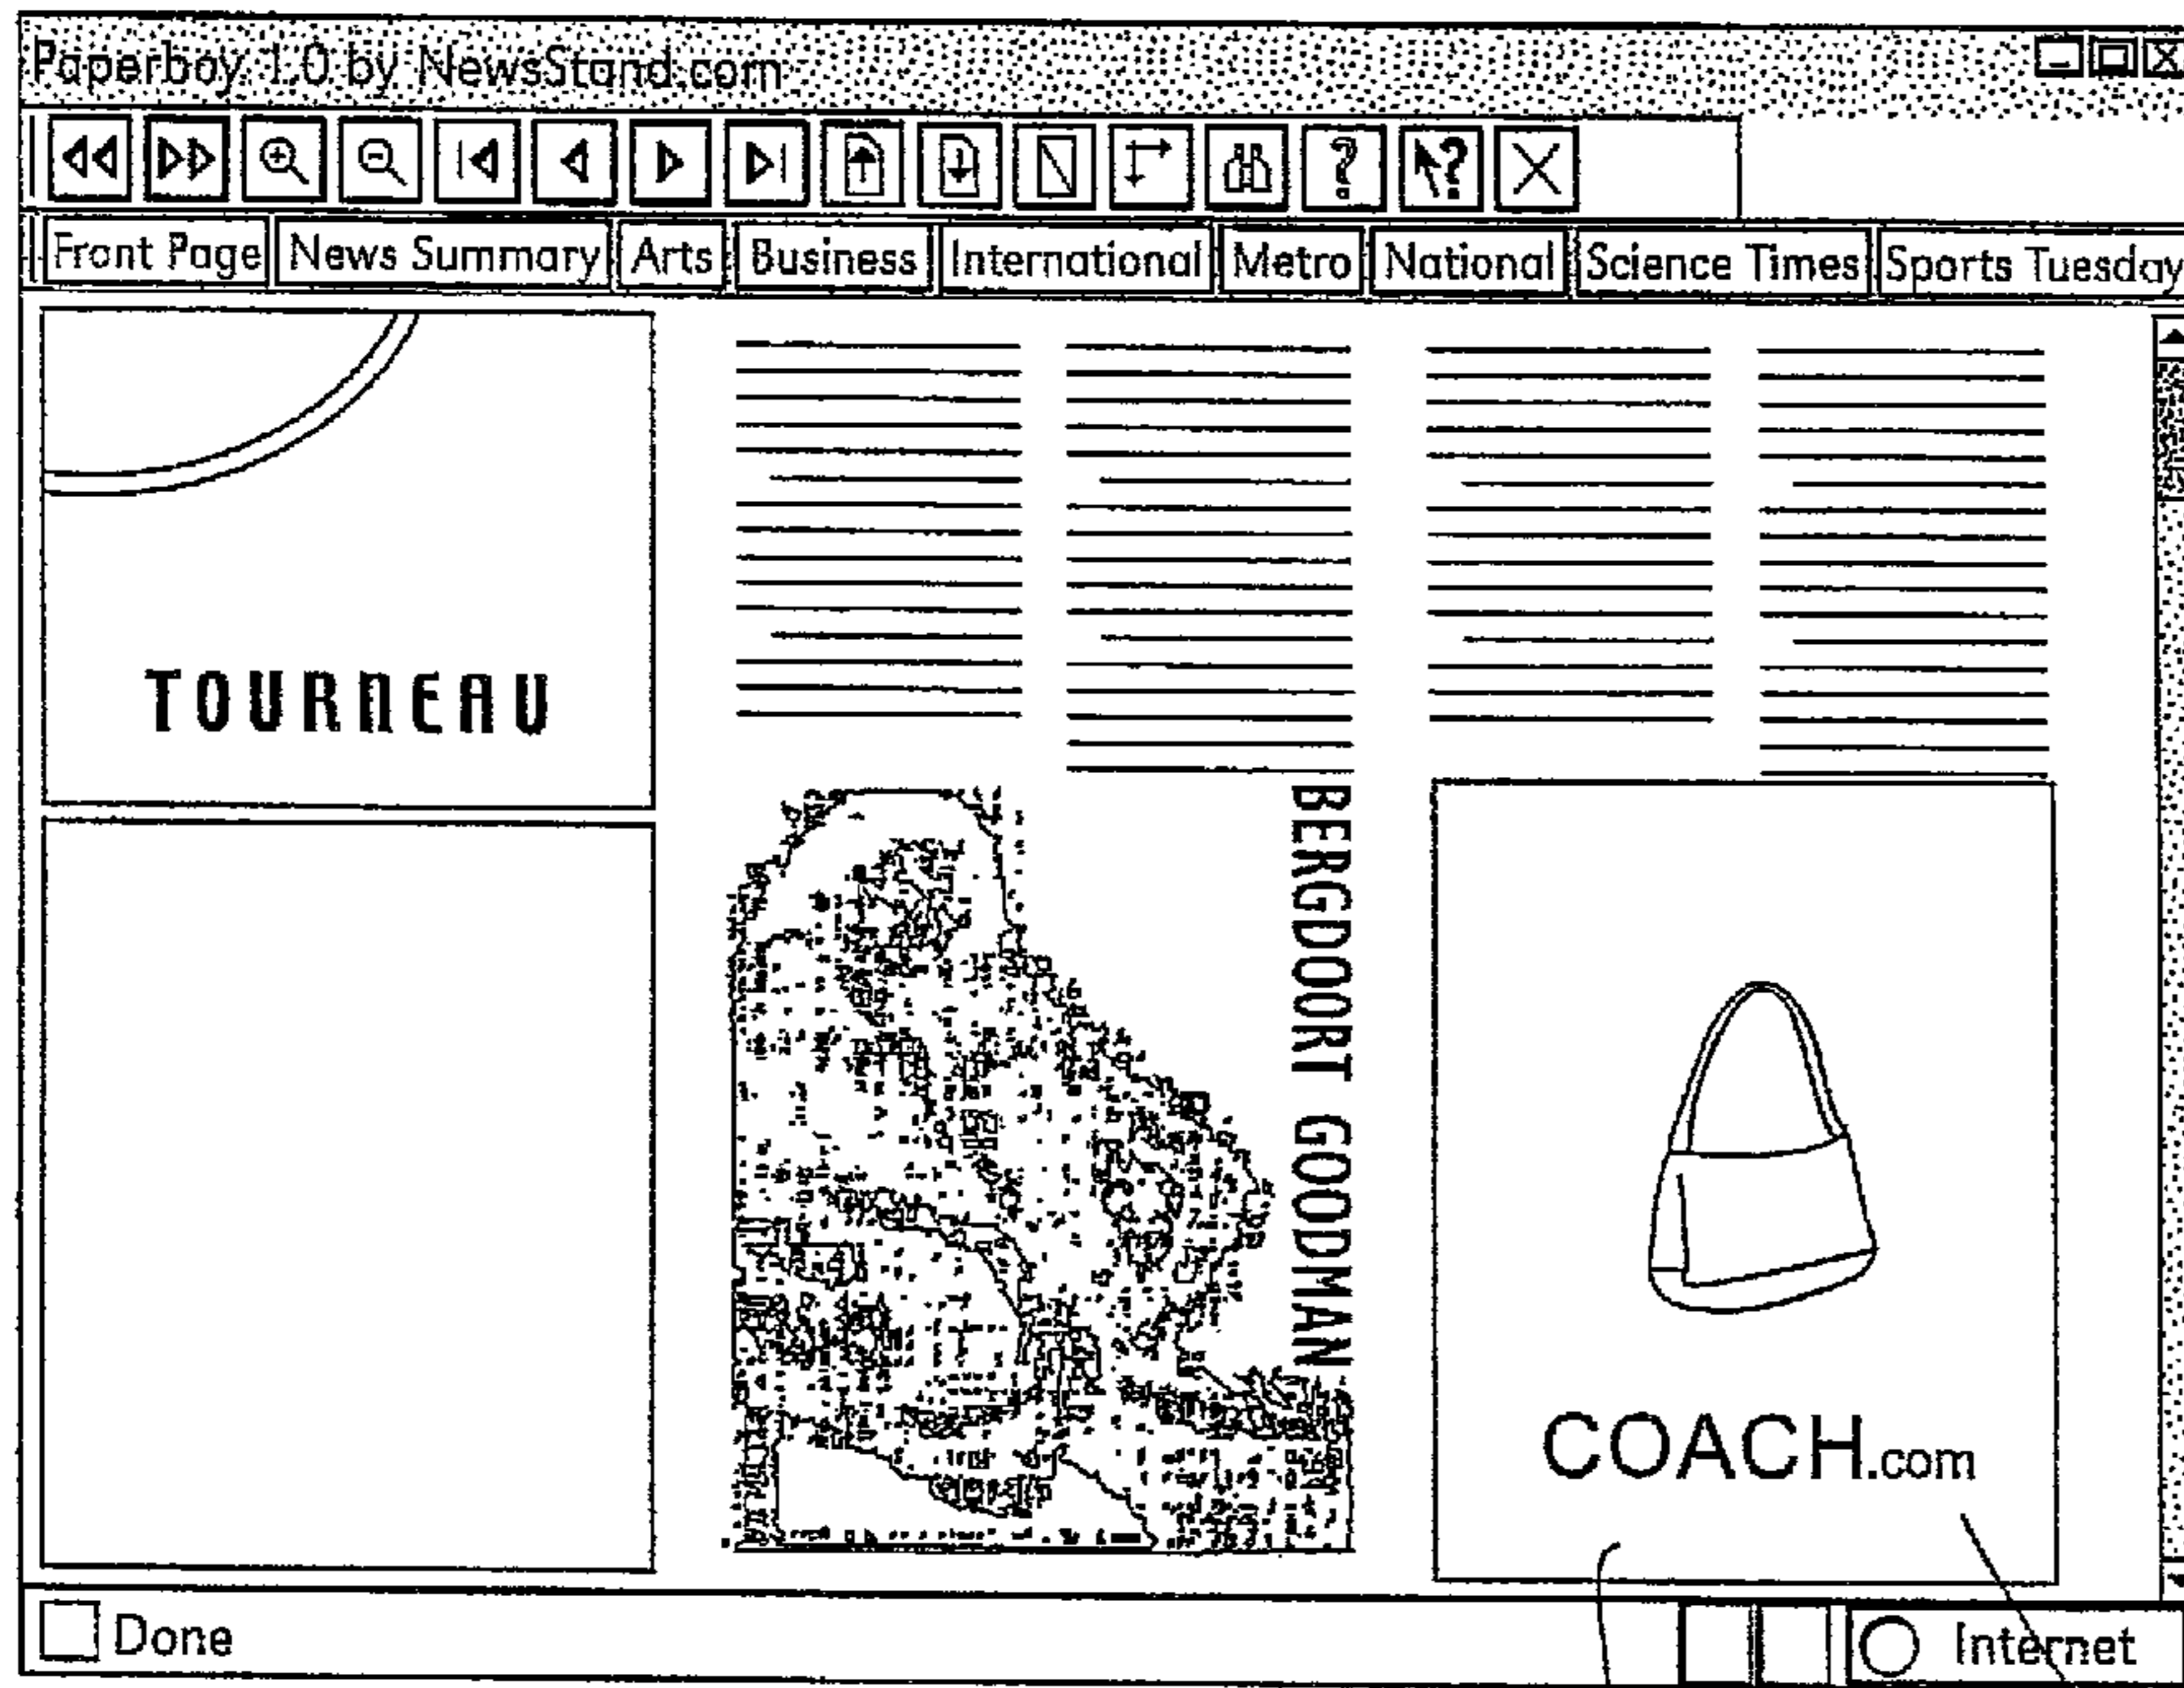 Paperboy 1.0 by NewsStand.com
Front Page News Summary Arts Business International Metro National Science Times Sports Tuesday
TOURNEAU
BERGDOORT GOODMAN
COACH.com
Done
Internet